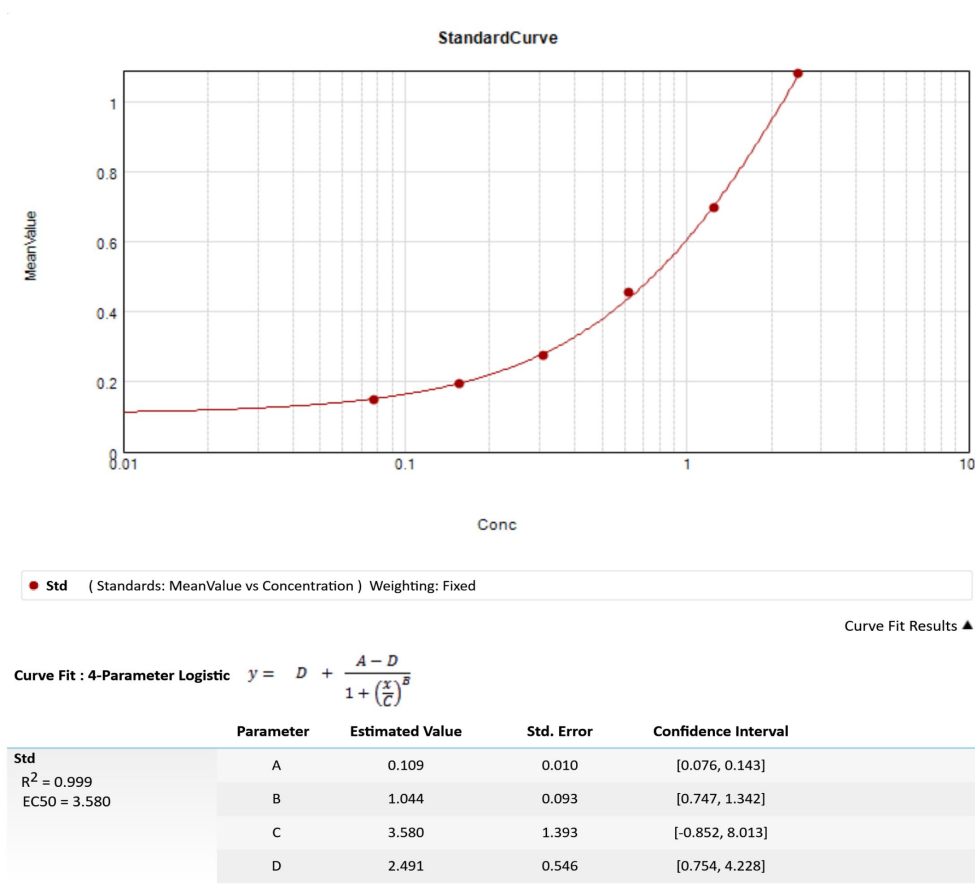 StandardCurve
1
0.8
0.6
0.4
0.2
0
MeanValue
0.01 0.1 1 10
Conc
Std ( Standards: MeanValue vs Concentration ) Weighting: Fixed
Curve Fit Results ▲
Curve Fit : 4-Parameter Logistic y = D + (A − D) / (1 + (x/C)^B)
Parameter Estimated Value Std. Error Confidence Interval
Std
R² = 0.999
EC50 = 3.580
A 0.109 0.010 [0.076, 0.143]
B 1.044 0.093 [0.747, 1.342]
C 3.580 1.393 [-0.852, 8.013]
D 2.491 0.546 [0.754, 4.228]